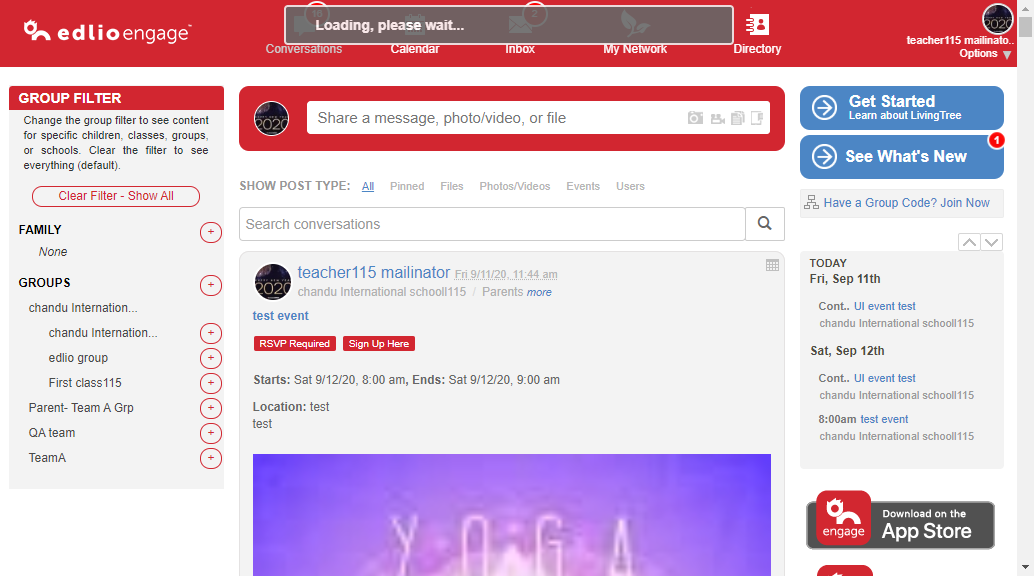 edlio engage
Loading, please wait...
2
Conversations
Calendar
Inbox
My Network
Directory
teacher115 mailinato..
Options
GROUP FILTER
Change the group filter to see content
for specific children, classes, groups,
or schools. Clear the filter to see
everything (default).
Clear Filter - Show All
FAMILY
None
GROUPS
chandu Internation...
chandu Internation...
edlio group
First class115
Parent- Team A Grp
QA team
TeamA
2020
Share a message, photo/video, or file
SHOW POST TYPE: All Pinned Files Photos/Videos Events Users
Search conversations
2020
teacher115 mailinator Fri 9/11/20, 11:44 am
chandu International schooll115 / Parents more
test event
RSVP Required Sign Up Here
Starts: Sat 9/12/20, 8:00 am, Ends: Sat 9/12/20, 9:00 am
Location: test
test
YOGA
Get Started
Learn about LivingTree
1
See What's New
Have a Group Code? Join Now
TODAY
Fri, Sep 11th
Cont.. UI event test
chandu International schooll115
Sat, Sep 12th
Cont.. UI event test
chandu International schooll115
8:00am test event
chandu International schooll115
engage
Download on the
App Store